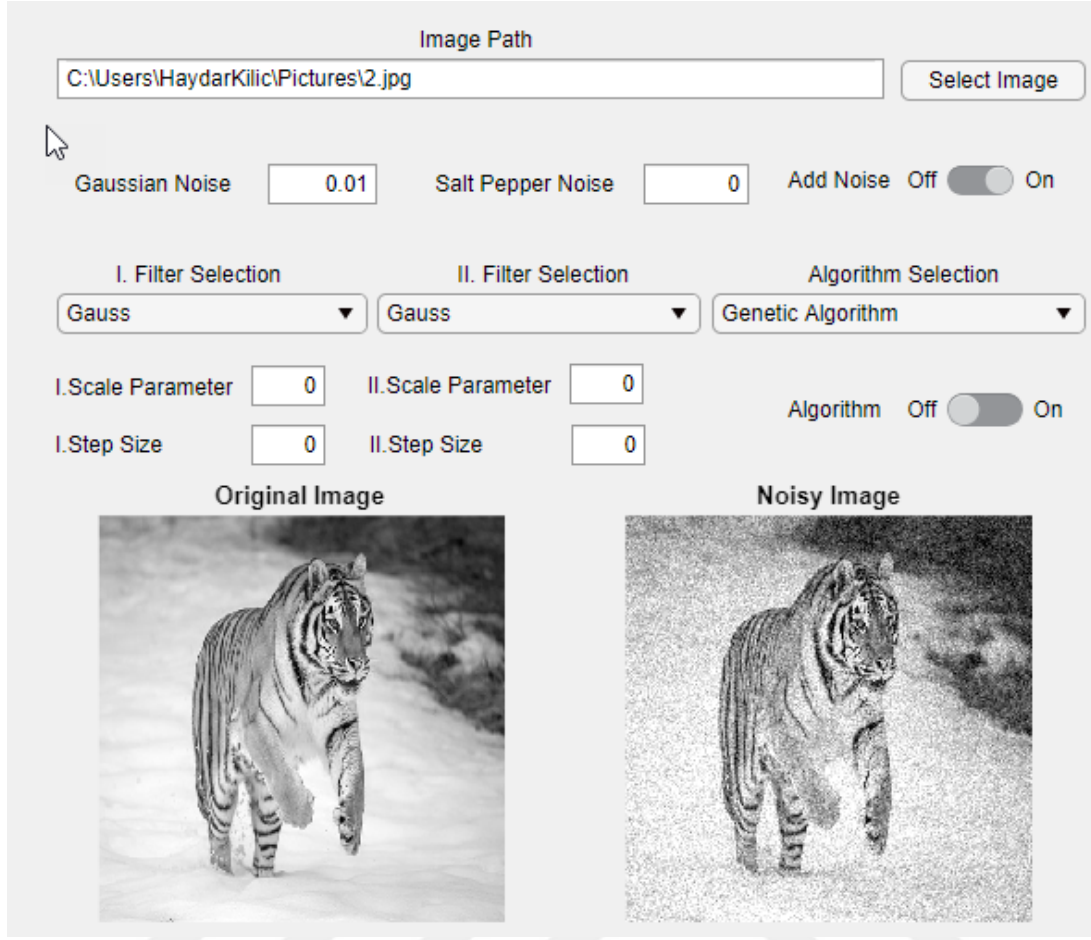 Image Path
C:\Users\HaydarKilic\Pictures\2.jpg Select Image
Gaussian Noise 0.01 Salt Pepper Noise 0 Add Noise Off On
I. Filter Selection II. Filter Selection Algorithm Selection
Gauss Gauss Genetic Algorithm
I.Scale Parameter 0 II.Scale Parameter 0
Algorithm Off On
I.Step Size 0 II.Step Size 0
Original Image Noisy Image